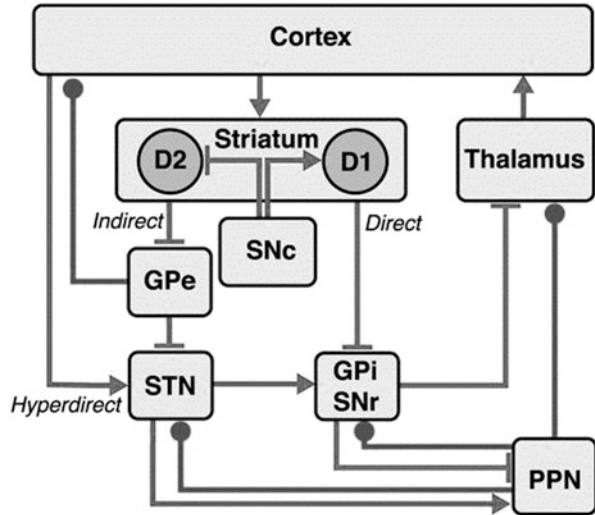 Cortex
Striatum
D2
D1
Thalamus
Indirect
SNc
Direct
GPe
STN
GPi
SNr
Hyperdirect
PPN